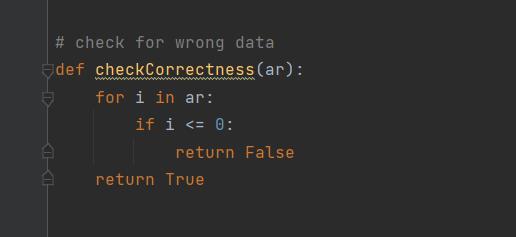 # check for wrong data
def checkCorrectness(ar):
    for i in ar:
        if i <= 0:
            return False
    return True